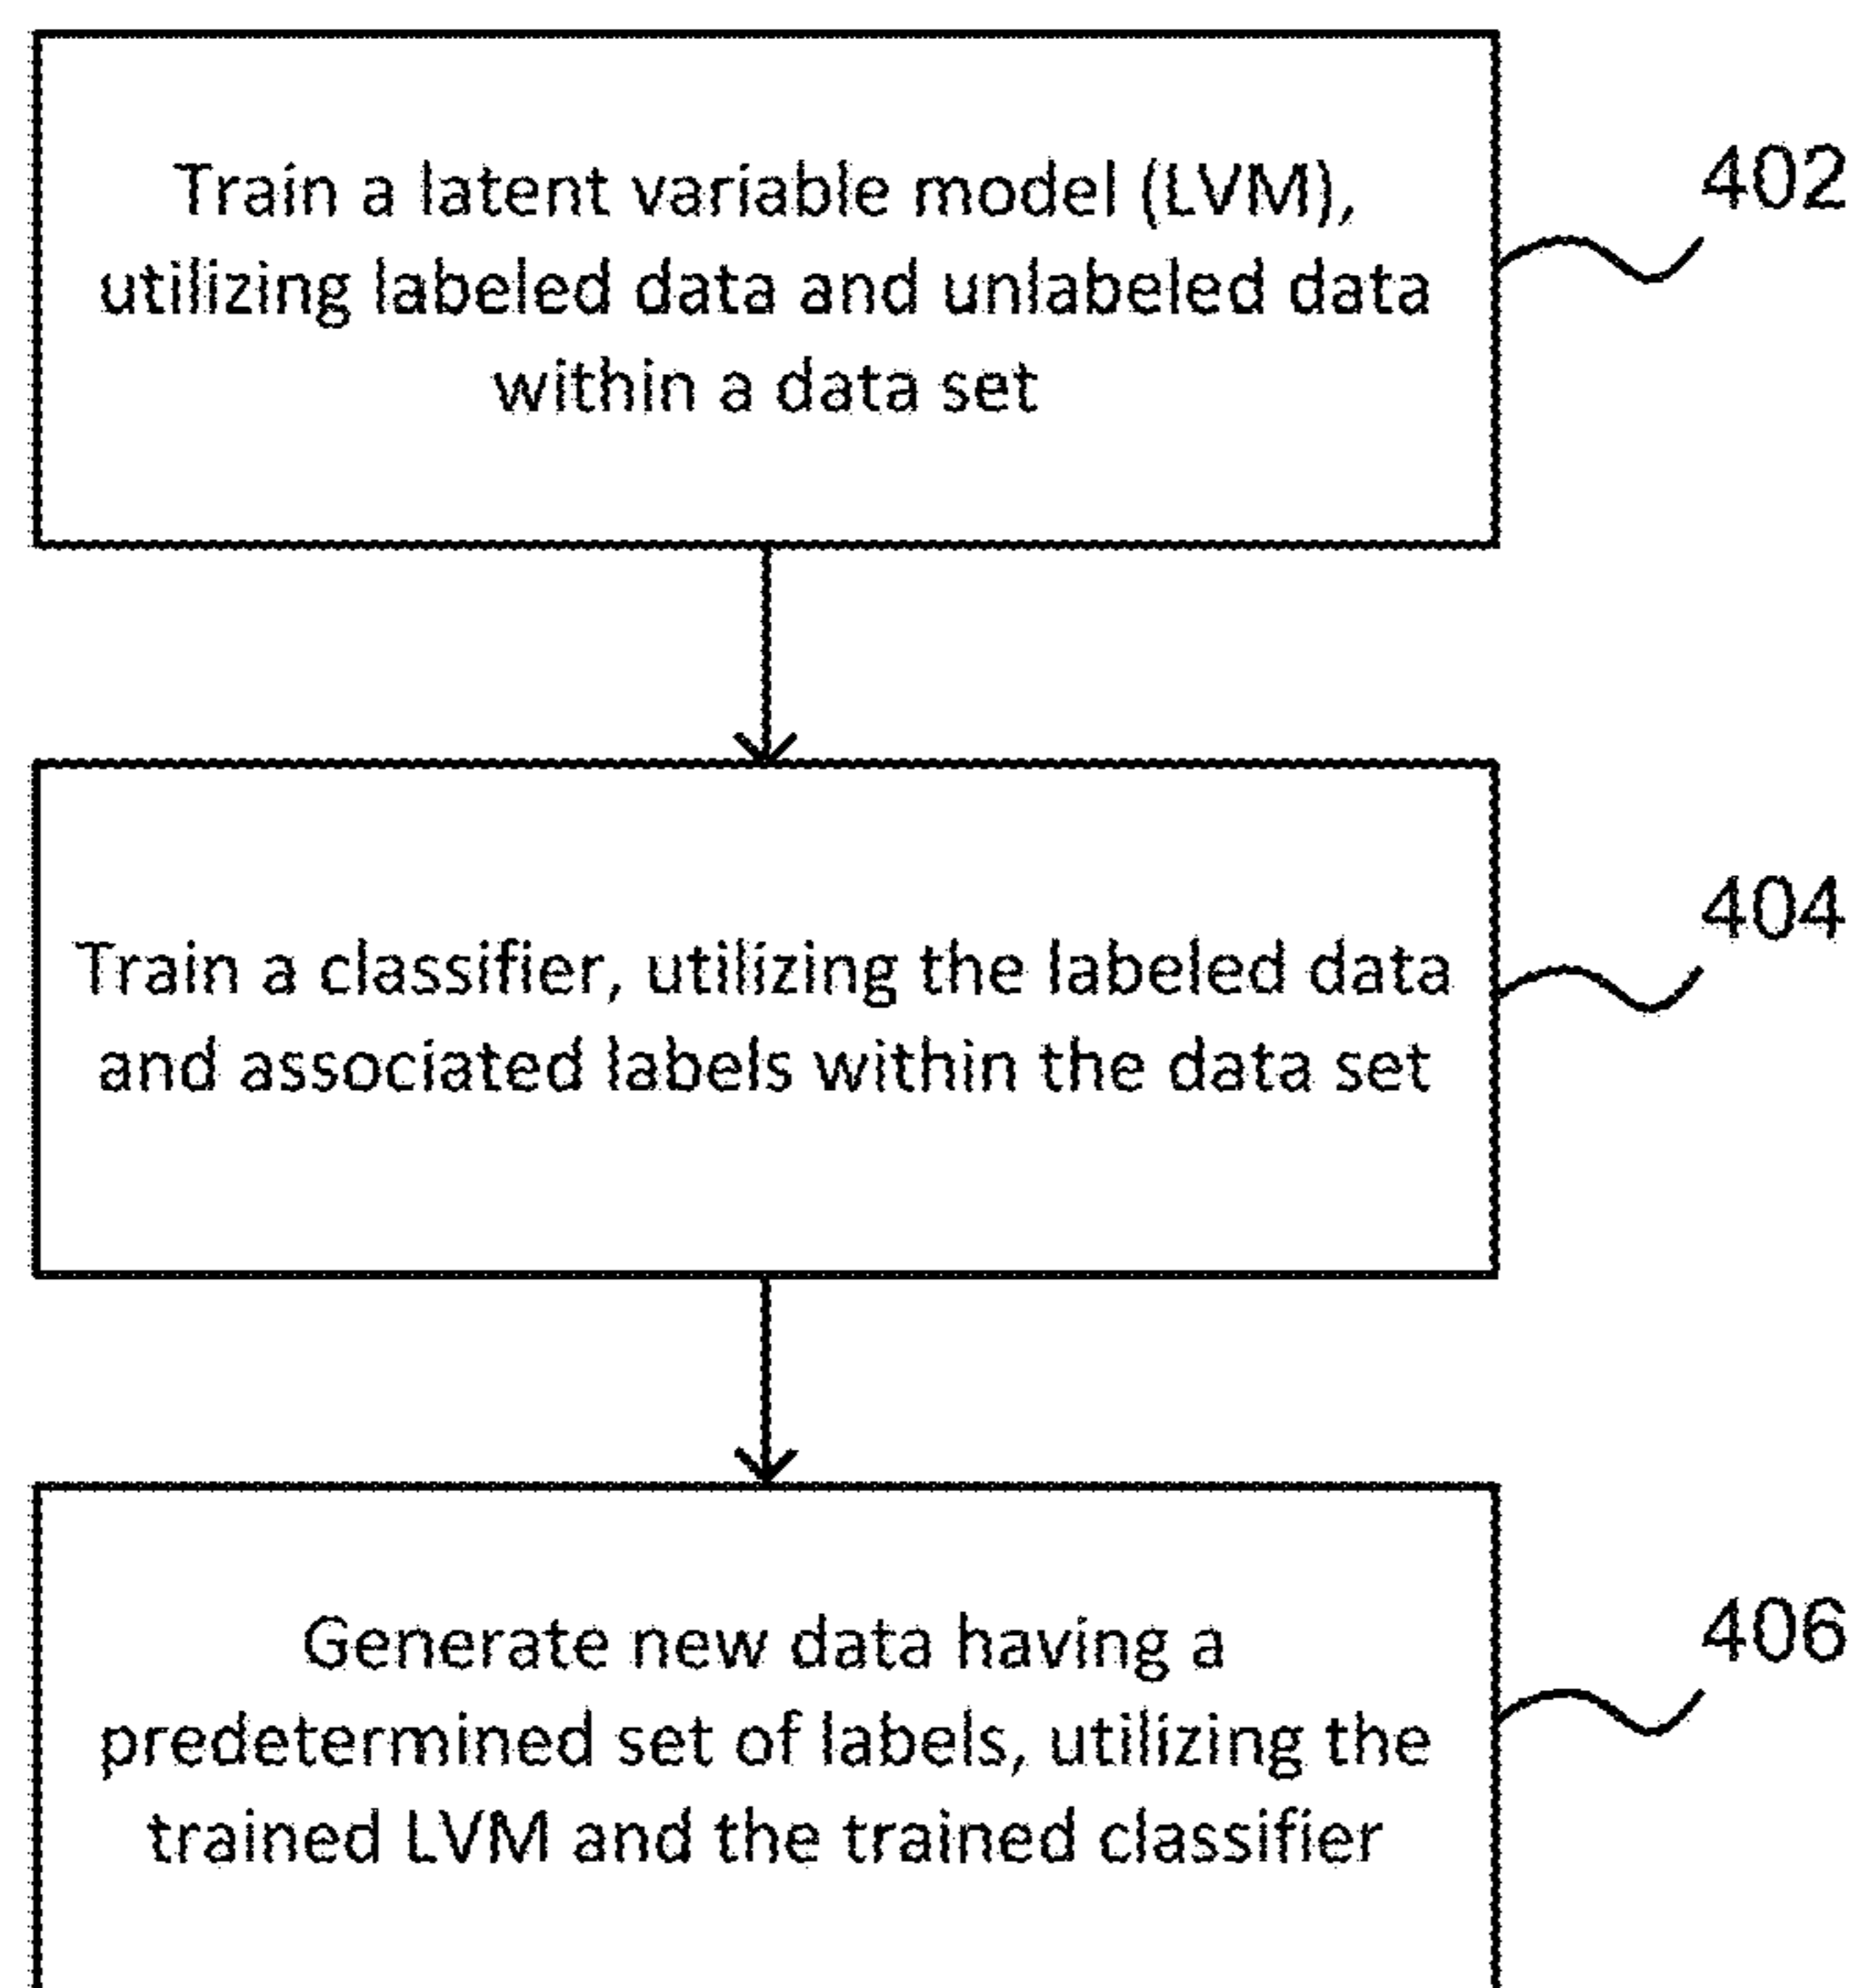 Train a latent variable model (LVM),
utilizing labeled data and unlabeled data
within a data set
402
Train a classifier, utilizing the labeled data
and associated labels within the data set
404
Generate new data having a
predetermined set of labels, utilizing the
trained LVM and the trained classifier
406